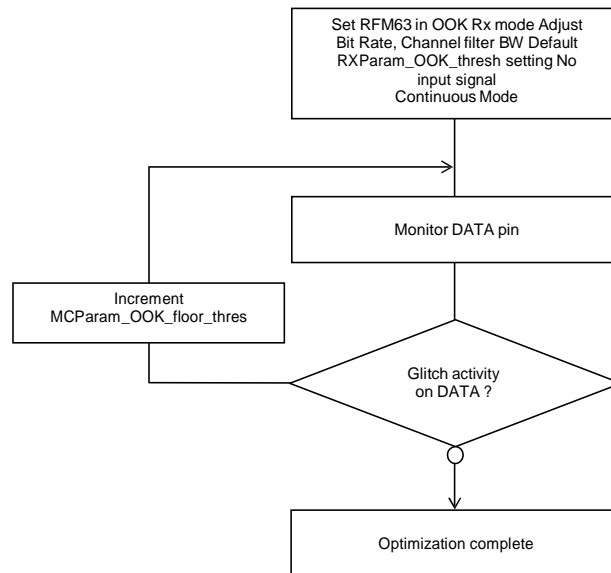 Set RFM63 in OOK Rx mode Adjust
Bit Rate, Channel filter BW Default
RXParam_OOK_thresh setting No
input signal
Continuous Mode
Monitor DATA pin
Increment
MCParam_OOK_floor_thres
Glitch activity
on DATA ?
Optimization complete